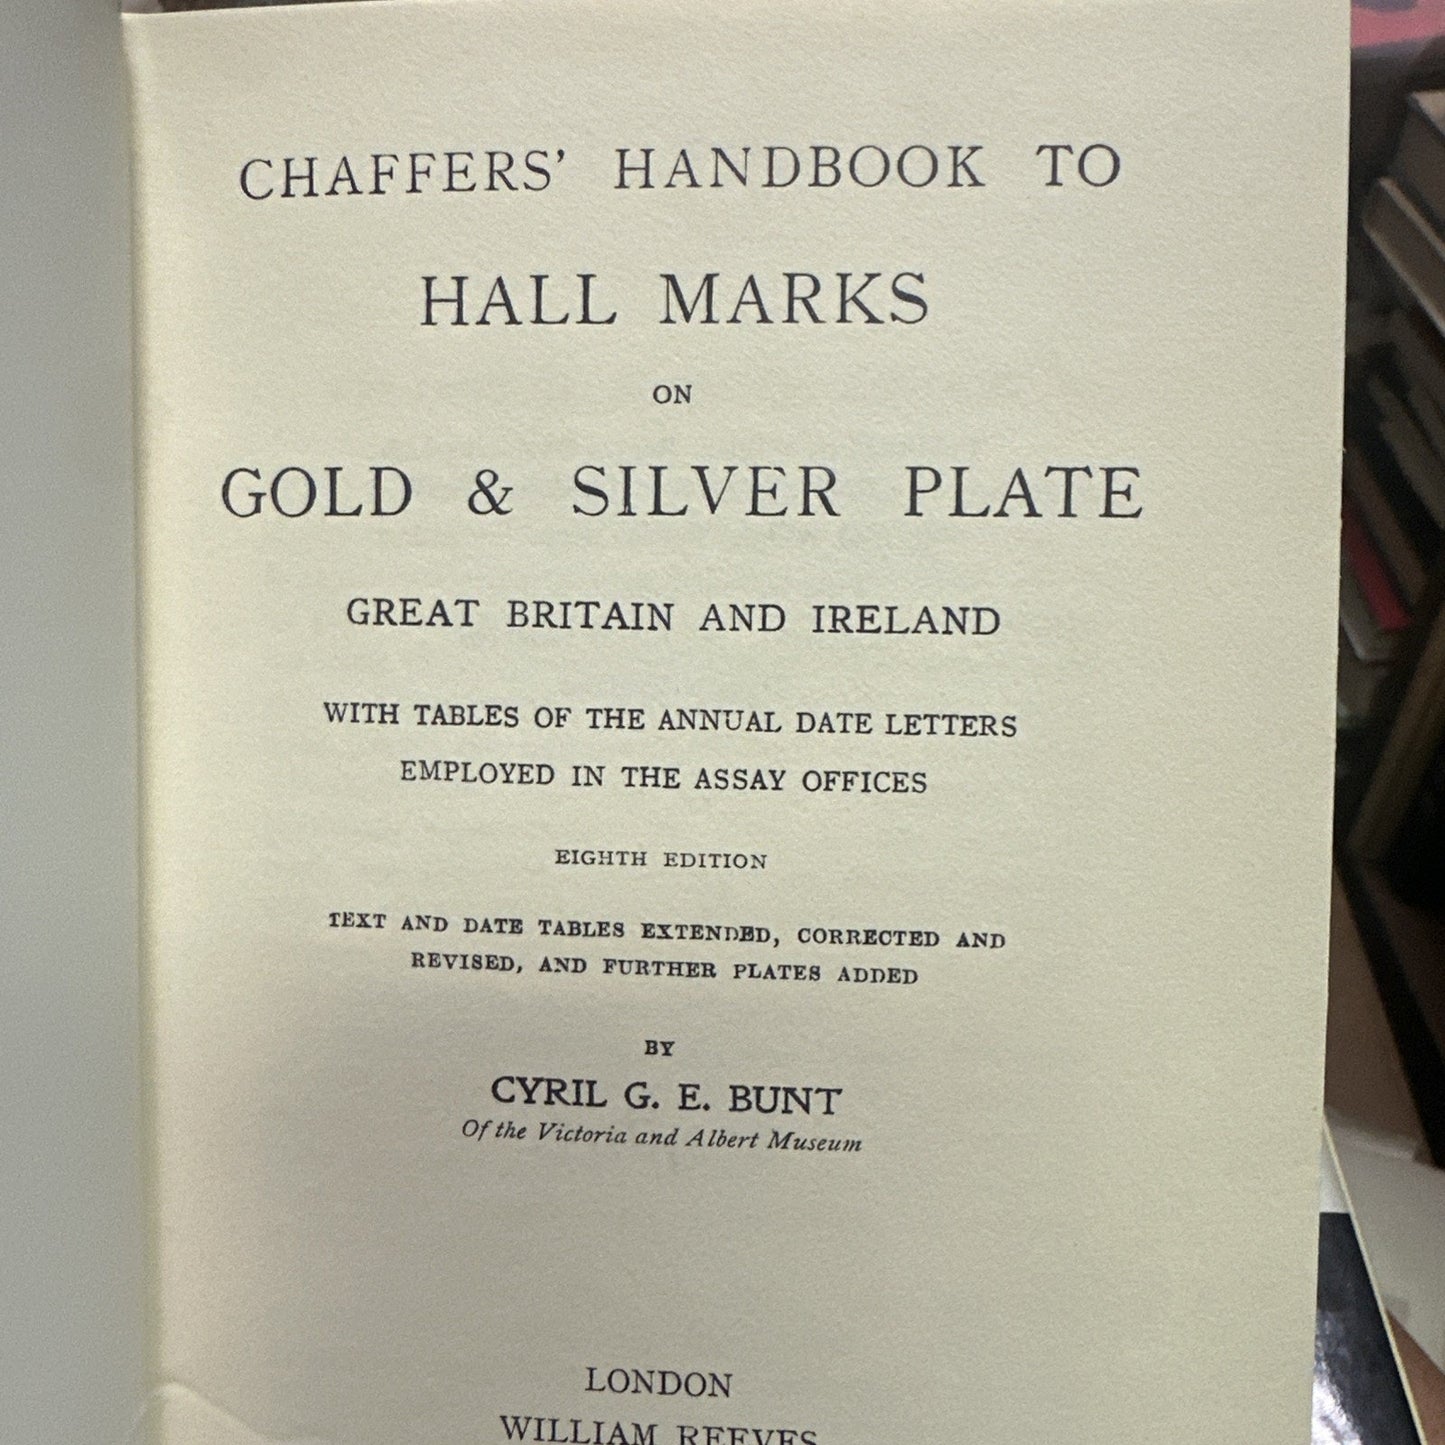 CHAFFERS' HANDBOOK TO
HALL MARKS
ON
GOLD & SILVER PLATE
GREAT BRITAIN AND IRELAND
WITH TABLES OF THE ANNUAL DATE LETTERS
EMPLOYED IN THE ASSAY OFFICES
EIGHTH EDITION
TEXT AND DATE TABLES EXTENDED, CORRECTED AND
REVISED, AND FURTHER PLATES ADDED
BY
CYRIL G. E. BUNT
Of the Victoria and Albert Museum
LONDON
WILLIAM REEVES